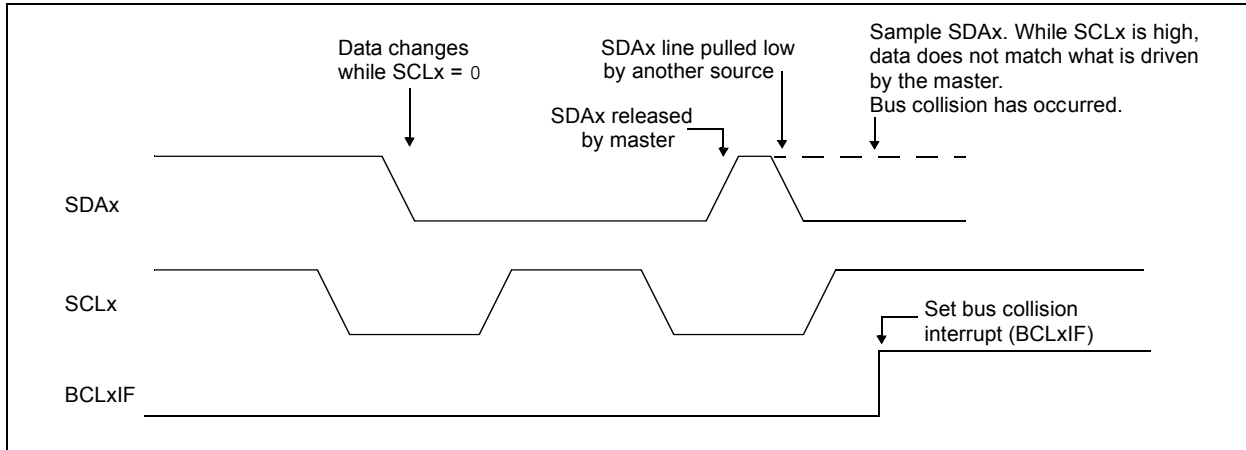 Data changes
while SCLx = 0
SDAx line pulled low
by another source
SDAx released
by master
Sample SDAx. While SCLx is high,
data does not match what is driven
by the master.
Bus collision has occurred.
SDAx
SCLx
Set bus collision
interrupt (BCLxIF)
BCLxIF